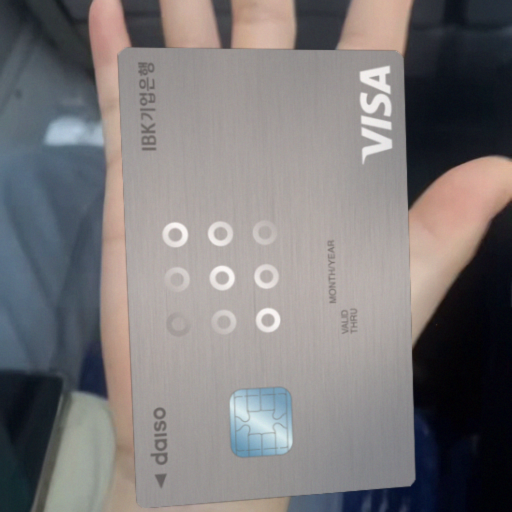 ◀ daiso
IBK기업은행
MONTH/YEAR
VALID
THRU
VISA